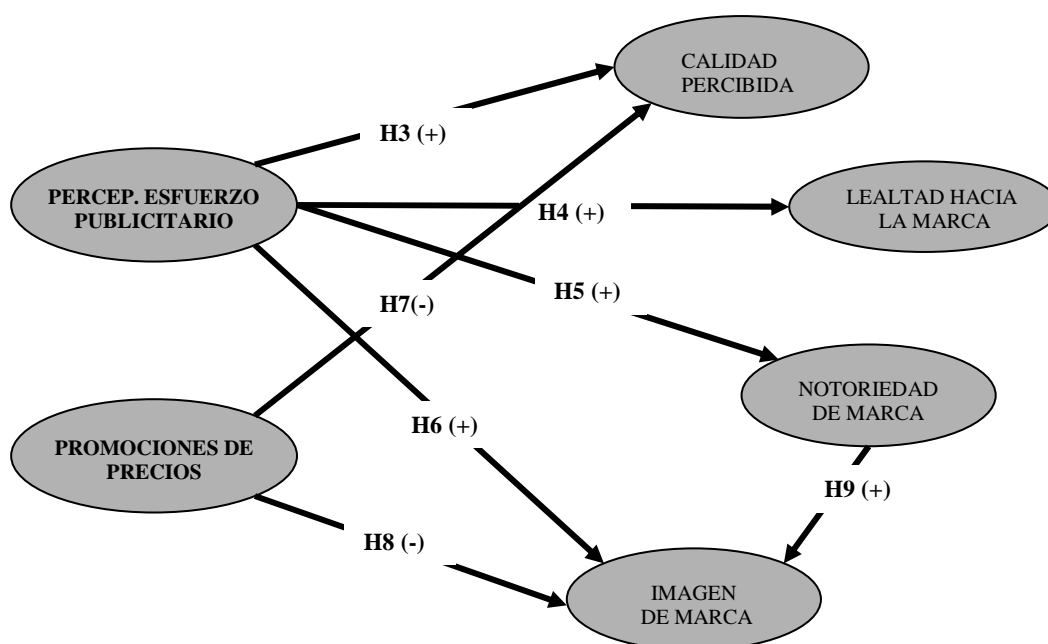 CALIDAD
PERCIBIDA
H3 (+)
PERCEP. ESFUERZO
PUBLICITARIO
LEALTAD HACIA
LA MARCA
H4 (+)
H5 (+)
H7(-)
NOTORIEDAD
DE MARCA
H6 (+)
PROMOCIONES DE
PRECIOS
H9 (+)
H8 (-)
IMAGEN
DE MARCA